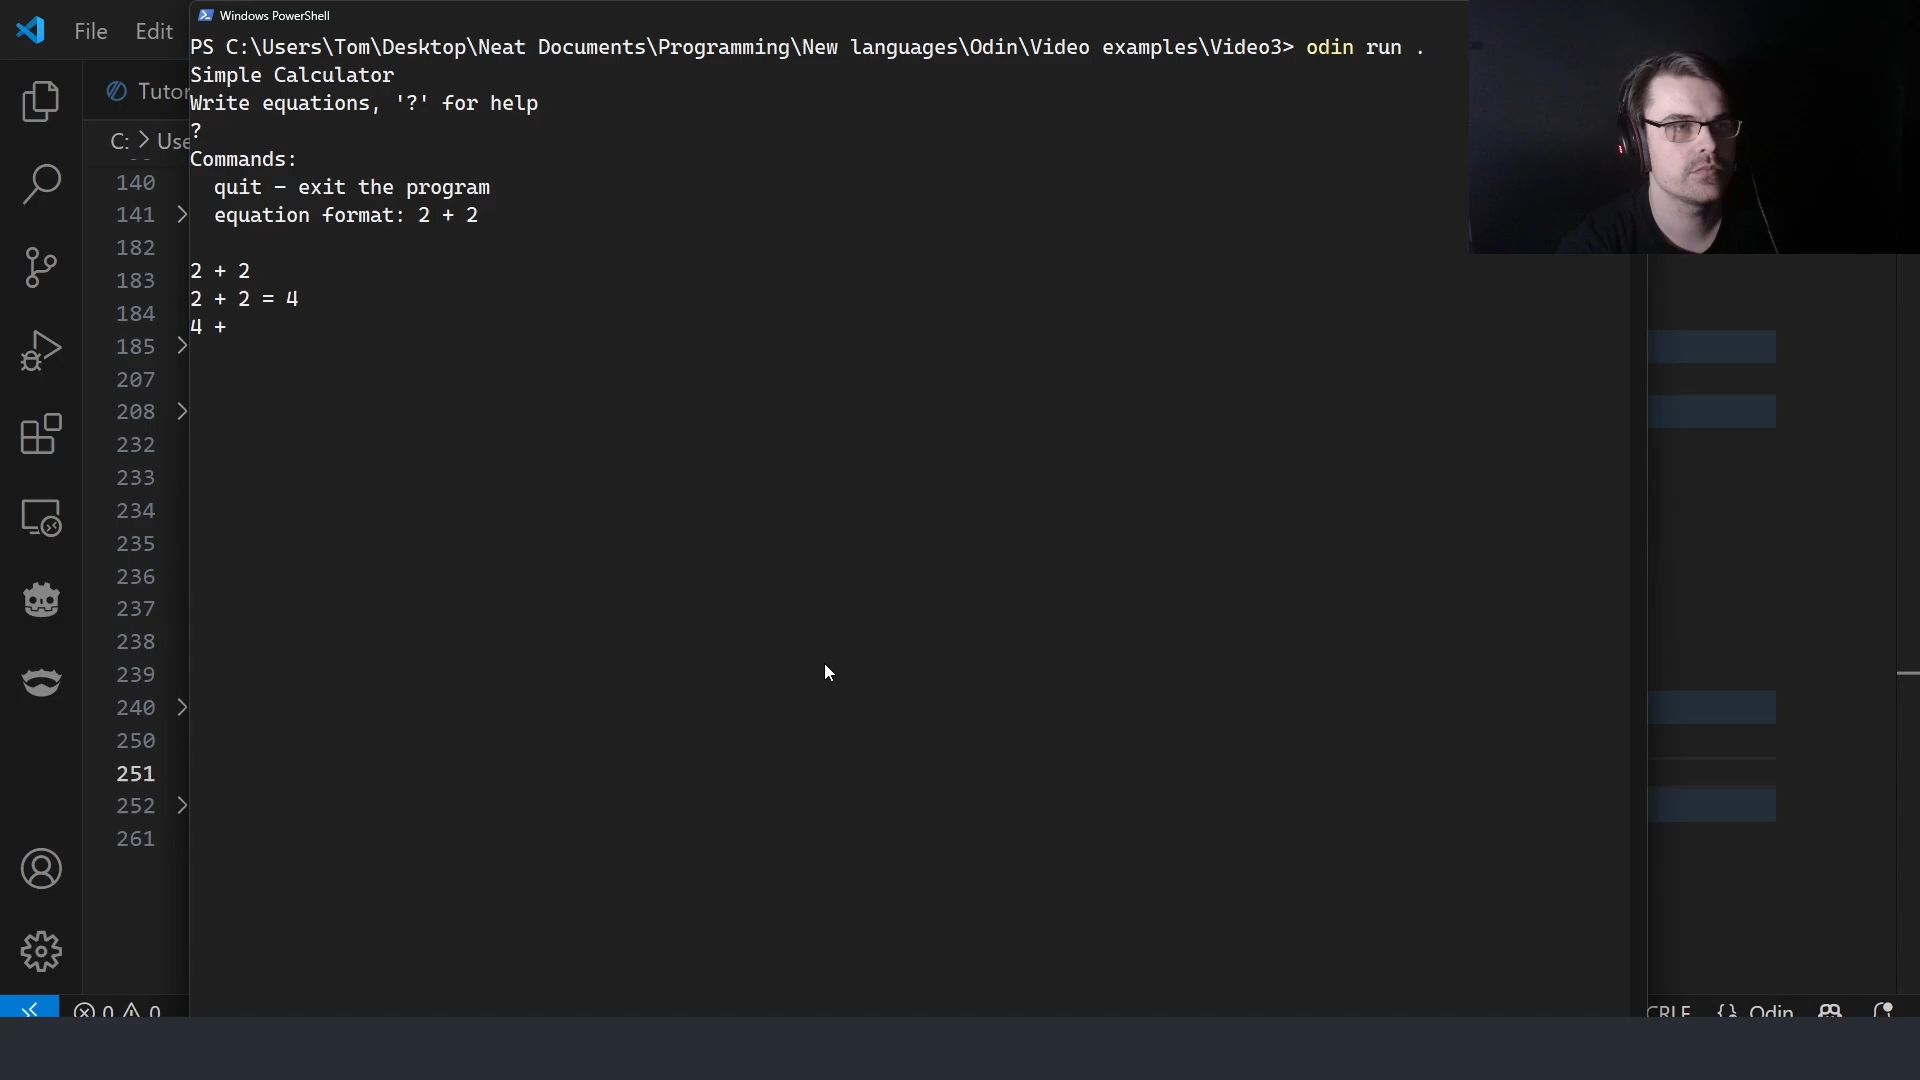 File Edit
Windows PowerShell
PS C:\Users\Tom\Desktop\Neat Documents\Programming\New languages\Odin\Video examples\Video3> odin run .
Simple Calculator
Write equations, '?' for help
?
Commands:
quit - exit the program
equation format: 2 + 2
2 + 2
2 + 2 = 4
4 +
Tutor
C: > Use
140
141
182
183
184
185
207
208
232
233
234
235
236
237
238
239
240
250
251
252
261
0 0
CRLF {} Odin